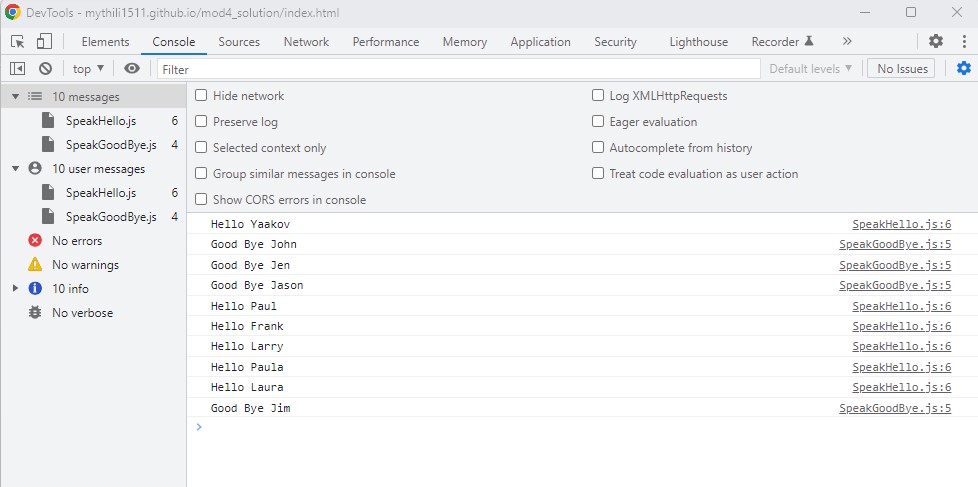 DevTools - mythili1511.github.io/mod4_solution/index.html
Elements Console Sources Network Performance Memory Application Security Lighthouse Recorder
top Filter Default levels No Issues
10 messages
SpeakHello.js 6
SpeakGoodBye.js 4
10 user messages
SpeakHello.js 6
SpeakGoodBye.js 4
No errors
No warnings
10 info
No verbose
Hide network Log XMLHttpRequests
Preserve log Eager evaluation
Selected context only Autocomplete from history
Group similar messages in console Treat code evaluation as user action
Show CORS errors in console
Hello Yaakov SpeakHello.js:6
Good Bye John SpeakGoodBye.js:5
Good Bye Jen SpeakGoodBye.js:5
Good Bye Jason SpeakGoodBye.js:5
Hello Paul SpeakHello.js:6
Hello Frank SpeakHello.js:6
Hello Larry SpeakHello.js:6
Hello Paula SpeakHello.js:6
Hello Laura SpeakHello.js:6
Good Bye Jim SpeakGoodBye.js:5